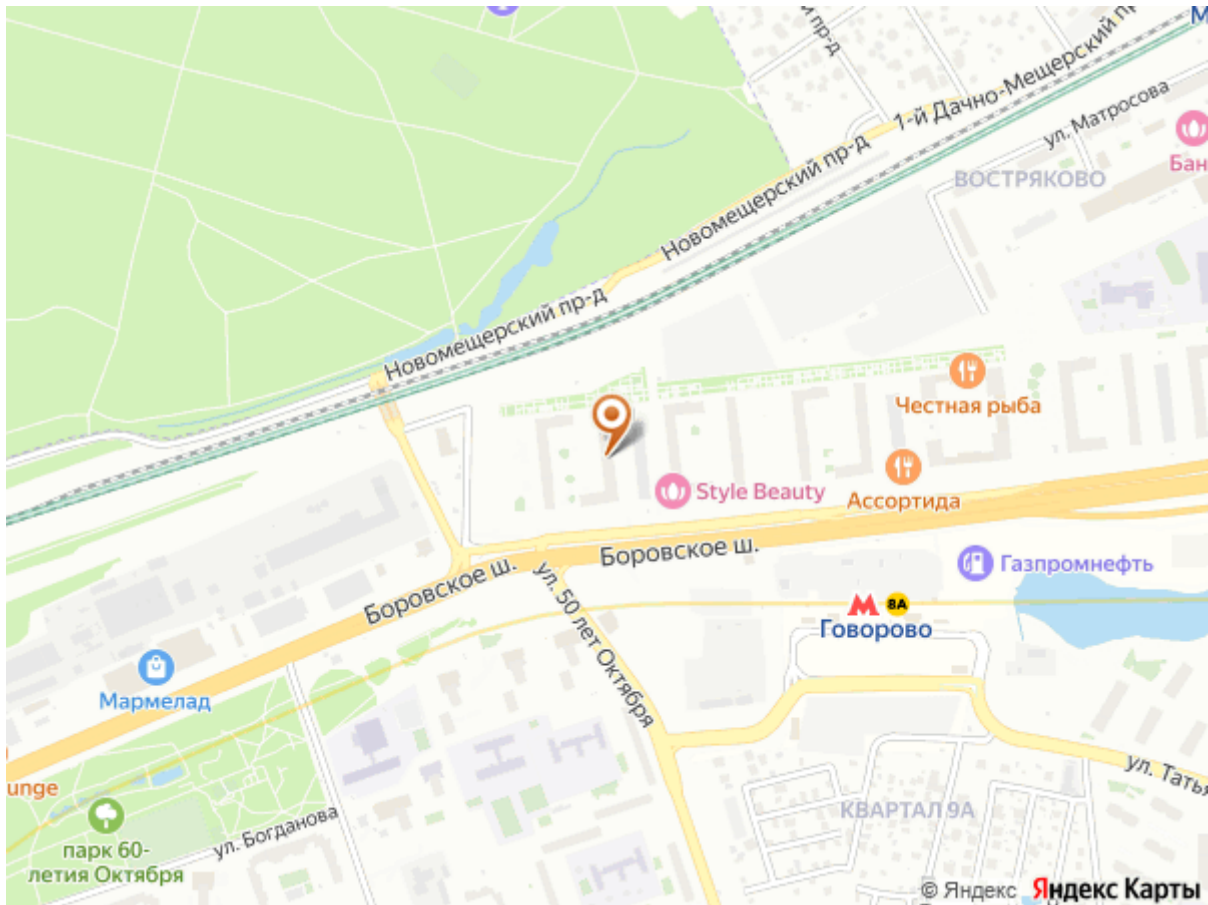 й пр-д
М
1-й Дачно-Мещерский пр-
ул. Матросова
Новомещерский пр-д
ВОСТРЯКОВО
Бан
Новомещерский пр-д
Честная рыба
Style Beauty
Ассортида
Боровское ш.
Боровское ш.
Газпромнефть
8А
Говорово
ул. 50 лет Октября
Мармелад
unge
ул. Татья
КВАРТАЛ 9А
ул. Богданова
парк 60-
летия Октября
© Яндекс Яндекс Карты